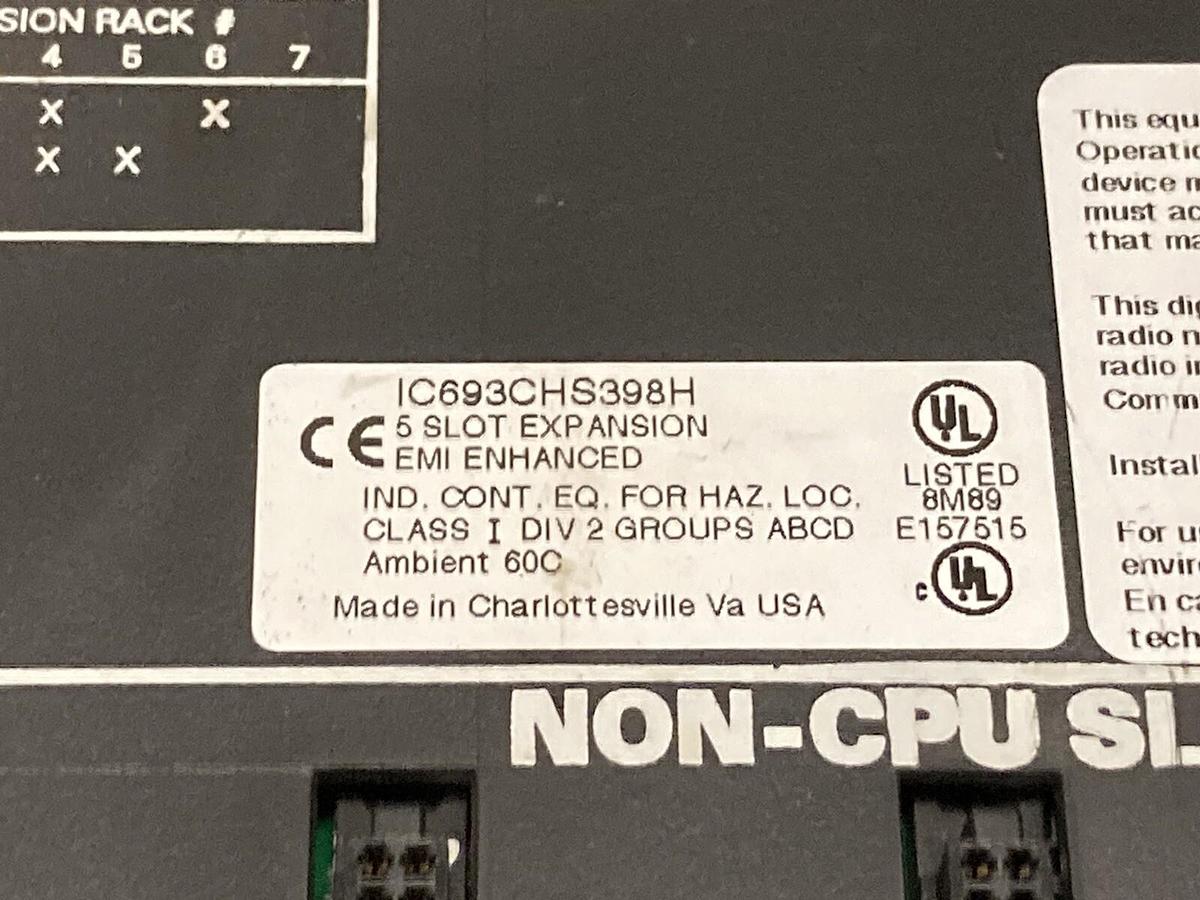 SION RACK #
4 5 6 7
X X
X X
IC693CHS398H
CE 5 SLOT EXPANSION
EMI ENHANCED
IND. CONT. EQ. FOR HAZ. LOC.
CLASS I DIV 2 GROUPS ABCD
Ambient 60C
Made in Charlottesville Va USA
UL
LISTED
8M89
E157515
c UL
This equ
Operatio
device m
must ac
that ma
This dig
radio n
radio in
Comm
Instal
For u
envir
En ca
tech
NON-CPU SL